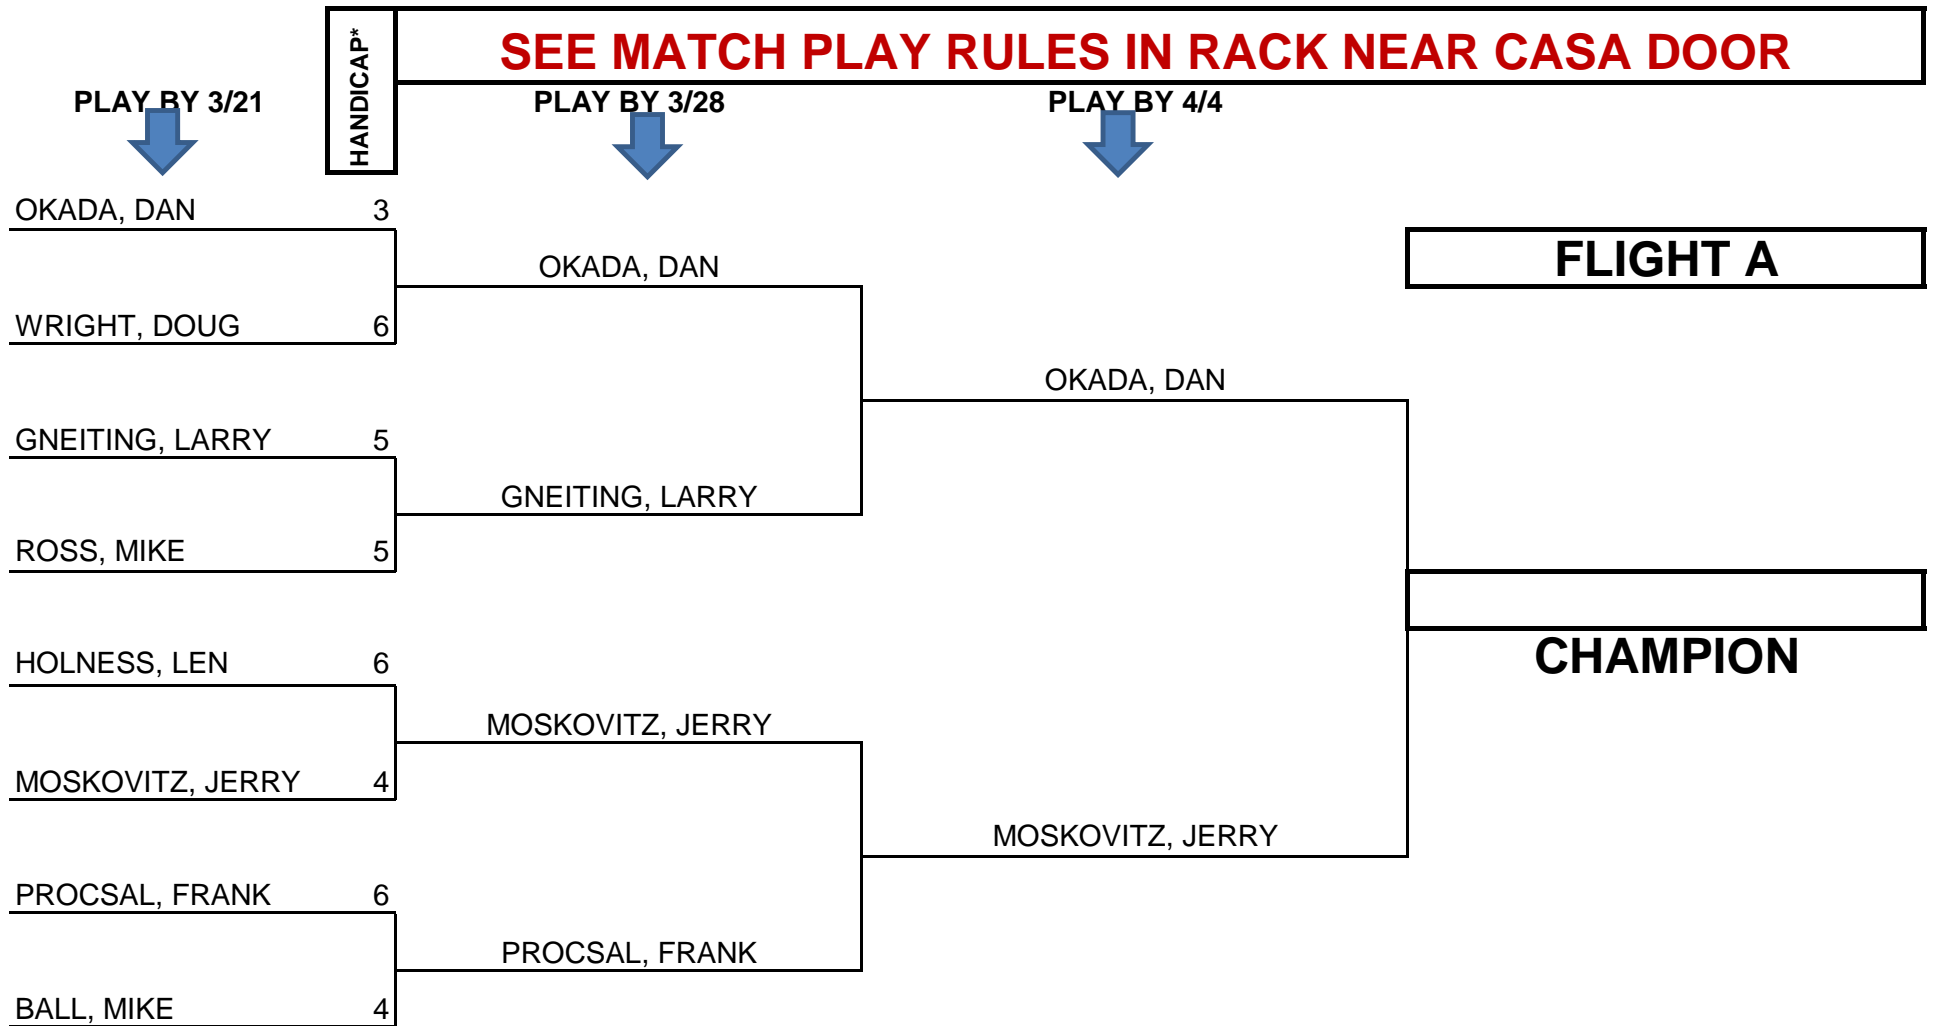 HANDICAP*
SEE MATCH PLAY RULES IN RACK NEAR CASA DOOR
PLAY BY 3/21
PLAY BY 3/28
PLAY BY 4/4
OKADA, DAN 3
OKADA, DAN
FLIGHT A
WRIGHT, DOUG 6
OKADA, DAN
GNEITING, LARRY 5
GNEITING, LARRY
ROSS, MIKE 5
HOLNESS, LEN 6
CHAMPION
MOSKOVITZ, JERRY
MOSKOVITZ, JERRY 4
MOSKOVITZ, JERRY
PROCSAL, FRANK 6
PROCSAL, FRANK
BALL, MIKE 4